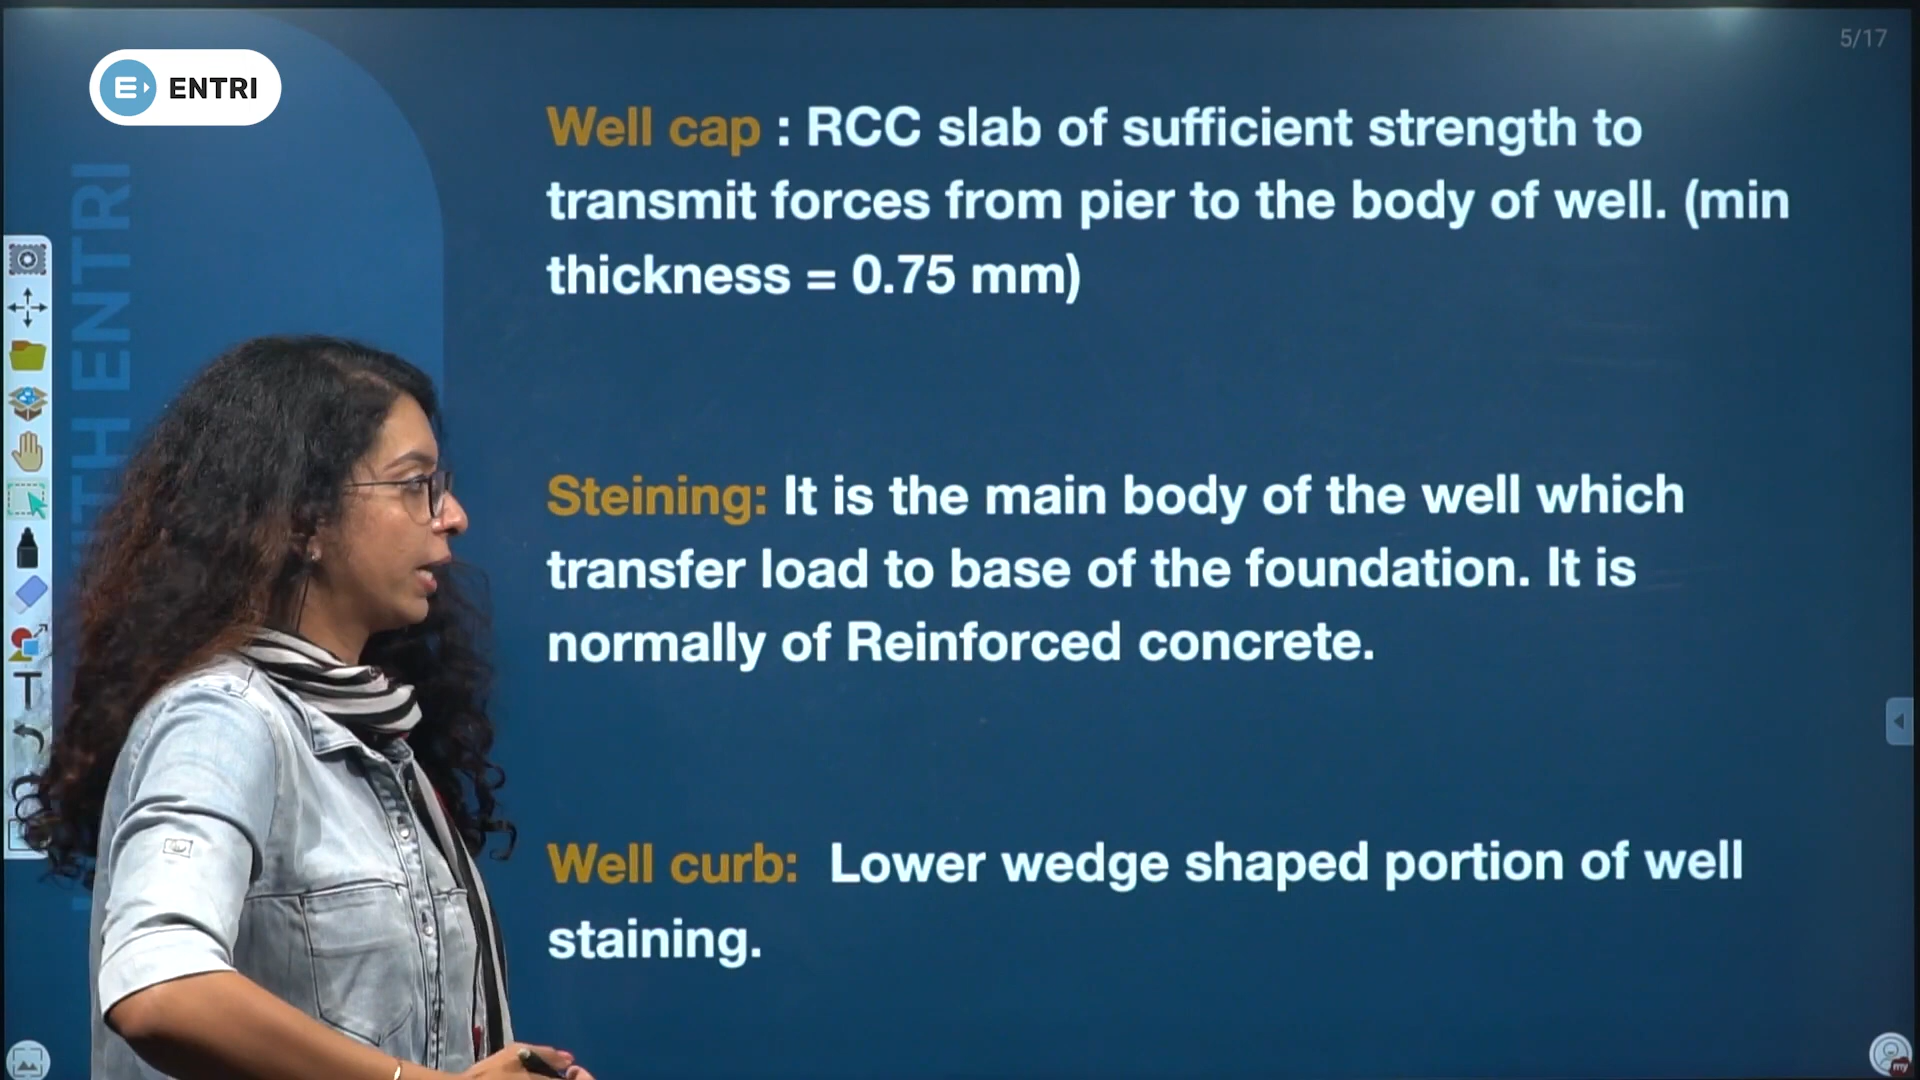 5/17
ENTRI
Well cap : RCC slab of sufficient strength to
transmit forces from pier to the body of well. (min
thickness = 0.75 mm)
WITH ENTRI
Steining: It is the main body of the well which
transfer load to base of the foundation. It is
normally of Reinforced concrete.
T
Well curb: Lower wedge shaped portion of well
staining.
my